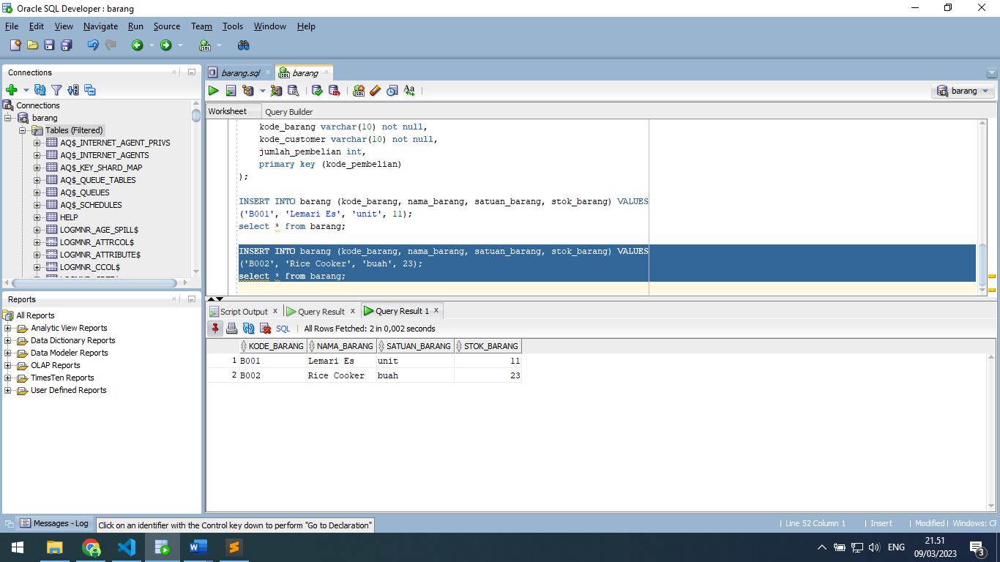 Oracle SQL Developer : barang
File Edit View Navigate Run Source Team Tools Window Help
Connections
Connections
barang
Tables (Filtered)
AQ$_INTERNET_AGENT_PRIVS
AQ$_INTERNET_AGENTS
AQ$_KEY_SHARD_MAP
AQ$_QUEUE_TABLES
AQ$_QUEUES
AQ$_SCHEDULES
HELP
LOGMNR_AGE_SPILL$
LOGMNR_ATTRCOL$
LOGMNR_ATTRIBUTE$
LOGMNR_CCOL$
Reports
All Reports
Analytic View Reports
Data Dictionary Reports
Data Modeler Reports
OLAP Reports
TimesTen Reports
User Defined Reports
barang.sql barang
barang
Worksheet Query Builder
kode_barang varchar(10) not null,
kode_customer varchar(10) not null,
jumlah_pembelian int,
primary key (kode_pembelian)
);
INSERT INTO barang (kode_barang, nama_barang, satuan_barang, stok_barang) VALUES
('B001', 'Lemari Es', 'unit', 11);
select * from barang;
INSERT INTO barang (kode_barang, nama_barang, satuan_barang, stok_barang) VALUES
('B002', 'Rice Cooker', 'buah', 23);
select * from barang;
Script Output Query Result Query Result 1
SQL All Rows Fetched: 2 in 0,002 seconds
KODE_BARANG NAMA_BARANG SATUAN_BARANG STOK_BARANG
1 B001 Lemari Es unit 11
2 B002 Rice Cooker buah 23
Messages - Log Click on an identifier with the Control key down to perform "Go to Declaration" Line 52 Column 1 Insert Modified Windows: CR
ENG
21.51
09/03/2023
3